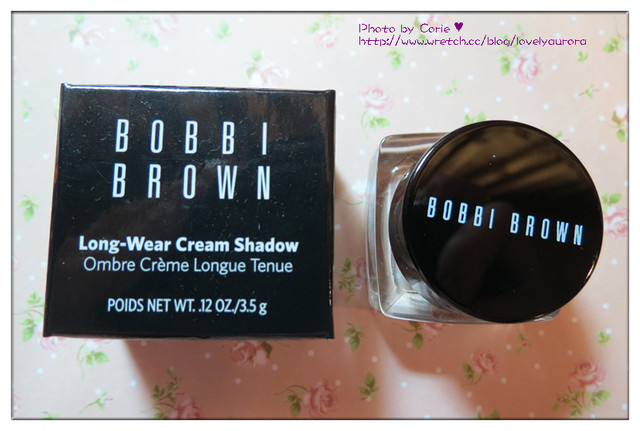 Photo by Corie ♥
http://www.wretch.cc/blog/lovelyaurora
BOBBI
BROWN
Long-Wear Cream Shadow
Ombre Crème Longue Tenue
POIDS NET WT. .12 OZ./3.5 g
BOBBI BROWN